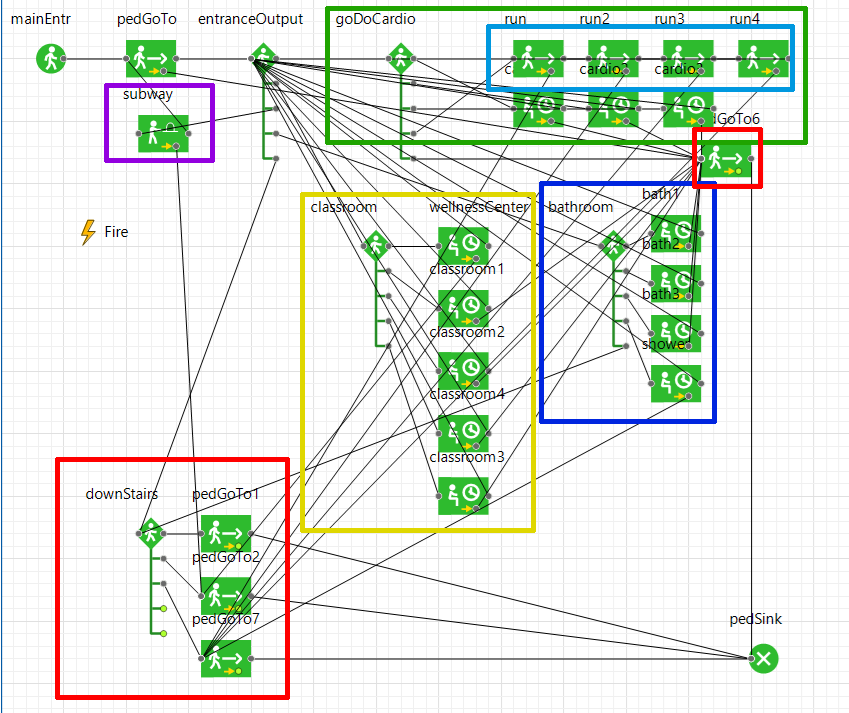 mainEntr pedGoTo entranceOutput goDoCardio run run2 run3 run4
subway cardio2 cardio3
classroom wellnessCenter bathroom bath1
Fire
bath2
classroom1
bath3
classroom2 showe
classroom4
classroom3
downStairs pedGoTo1
pedGoTo2
pedGoTo7 pedSink